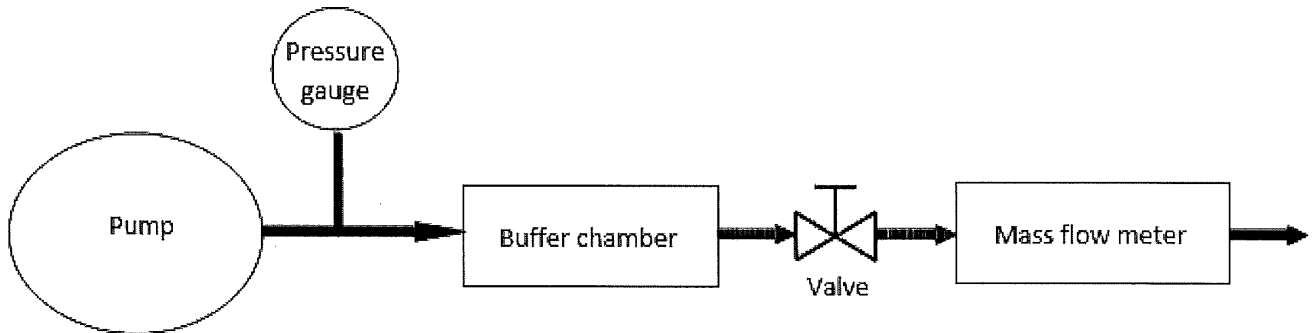 Pressure
gauge
Pump
Buffer chamber
Valve
Mass flow meter